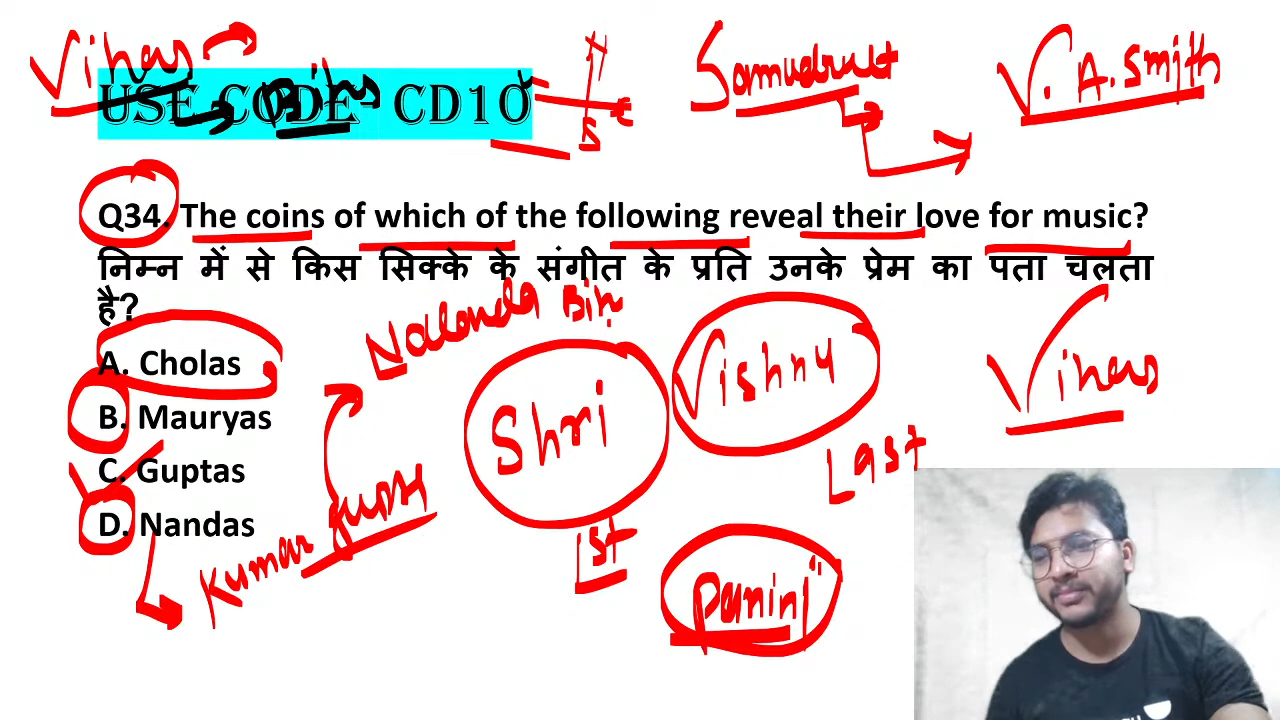 Vihar
Bihar
USE CODE CD10
V. A. Smith
Q34. The coins of which of the following reveal their love for music?
निम्न में से किस सिक्के के संगीत के प्रति उनके प्रेम का पता चलता
है?
Nalanda
Shri
Vishnu
Vihar
A. Cholas
B. Mauryas
C. Guptas
D. Nandas
Last
Kumar
1st
Panini